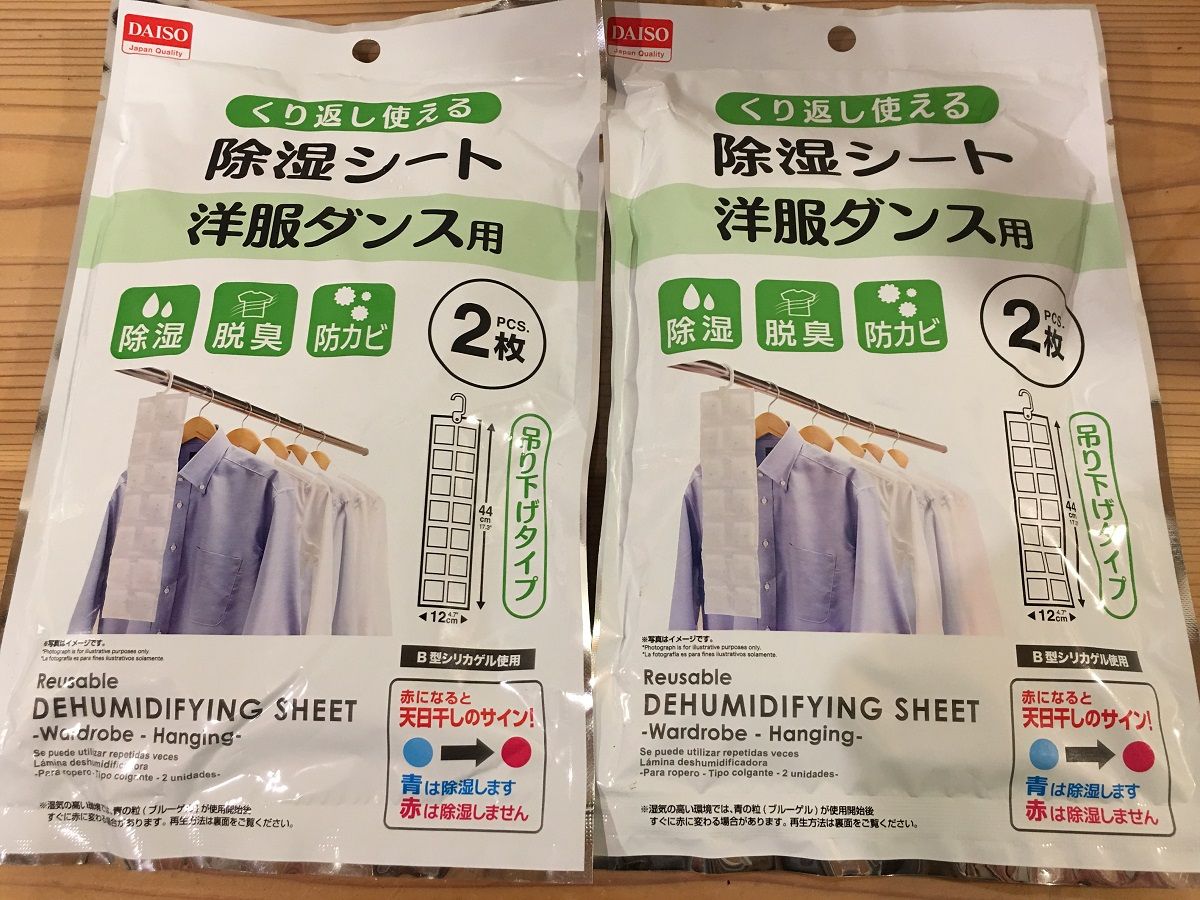 DAISO
Japan Quality
くり返し使える
除湿シート
洋服ダンス用
除湿
脱臭
防カビ
2 PCS.
枚
吊り下げタイプ
44
cm
17.3"
12 4.7"
cm
※写真はイメージです。
*Photograph is for illustrative purposes only.
*La fotografía es para fines ilustrativos solamente.
B型シリカゲル使用
Reusable
DEHUMIDIFYING SHEET
-Wardrobe - Hanging-
Se puede utilizar repetidas veces
Lámina deshumidificadora
-Para ropero - Tipo colgante - 2 unidades-
赤になると
天日干しのサイン!
青は除湿します
赤は除湿しません
※湿気の高い環境では、青の粒(ブルーゲル)が使用開始後
すぐに赤に変わる場合があります。再生方法は裏面をご覧ください。
DAISO
Japan Quality
くり返し使える
除湿シート
洋服ダンス用
除湿
脱臭
防カビ
2 PCS.
枚
吊り下げタイプ
44
cm
17.3"
12 4.7"
cm
※写真はイメージです。
*Photograph is for illustrative purposes only.
*La fotografía es para fines ilustrativos solamente.
B型シリカゲル使用
Reusable
DEHUMIDIFYING SHEET
-Wardrobe - Hanging-
Se puede utilizar repetidas veces
Lámina deshumidificadora
-Para ropero - Tipo colgante - 2 unidades-
赤になると
天日干しのサイン!
青は除湿します
赤は除湿しません
※湿気の高い環境では、青の粒(ブルーゲル)が使用開始後
すぐに赤に変わる場合があります。再生方法は裏面をご覧ください。